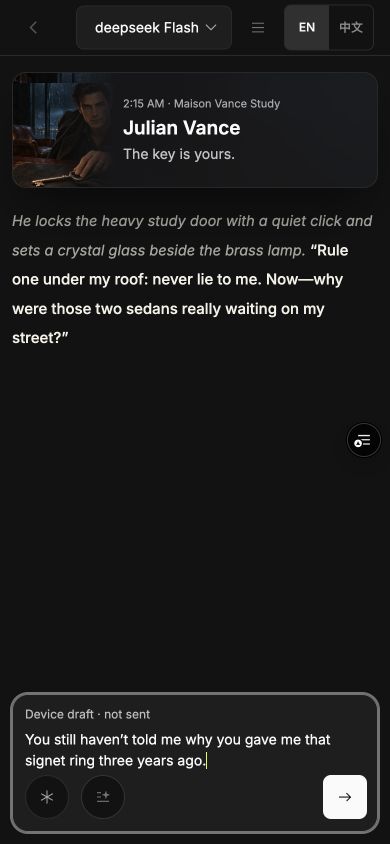 deepseek Flash
EN
中文
2:15 AM · Maison Vance Study
Julian Vance
The key is yours.
He locks the heavy study door with a quiet click and
sets a crystal glass beside the brass lamp. “Rule
one under my roof: never lie to me. Now—why
were those two sedans really waiting on my
street?”
Device draft · not sent
You still haven’t told me why you gave me that
signet ring three years ago.